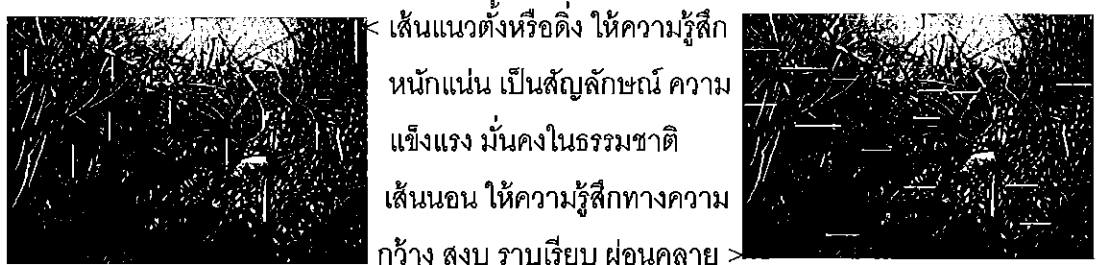 < เส้นแนวตั้งหรือดิ่ง ให้ความรู้สึก
หนักแน่น เป็นสัญลักษณ์ ความ
แข็งแรง มั่นคงในธรรมชาติ
เส้นนอน ให้ความรู้สึกทางความ
กว้าง สงบ ราบเรียบ ผ่อนคลาย >